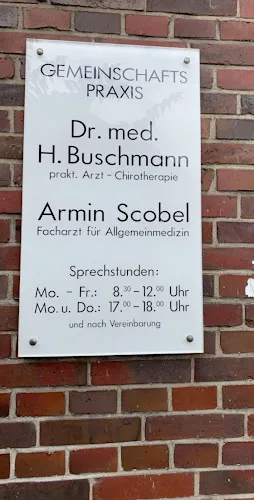 GEMEINSCHAFTS
PRAXIS
Dr. med.
H. Buschmann
prakt. Arzt - Chirotherapie
Armin Scobel
Facharzt für Allgemeinmedizin
Sprechstunden:
Mo. - Fr.: 8.30 - 12.00 Uhr
Mo. u. Do.: 17.00 - 18.00 Uhr
und nach Vereinbarung